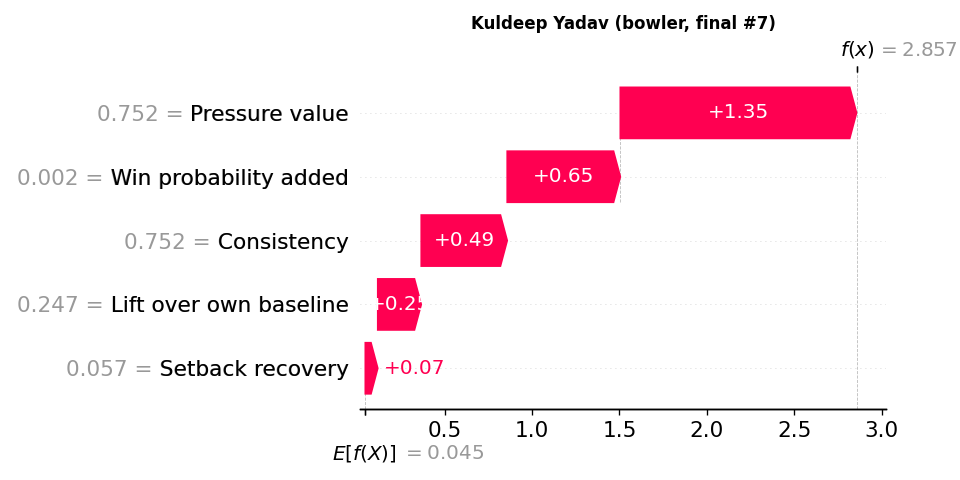 Kuldeep Yadav (bowler, final #7)
f(x) = 2.857
0.752 = Pressure value
+1.35
0.002 = Win probability added
+0.65
0.752 = Consistency
+0.49
0.247 = Lift over own baseline
+0.25
0.057 = Setback recovery
+0.07
0.5 1.0 1.5 2.0 2.5 3.0
E[f(X)] = 0.045